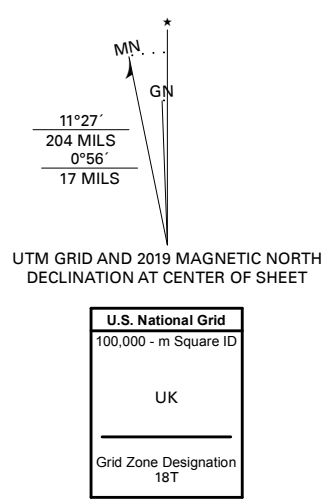 ★
MN
GN
11°27´
204 MILS
0°56´
17 MILS
UTM GRID AND 2019 MAGNETIC NORTH
DECLINATION AT CENTER OF SHEET
U.S. National Grid
100,000 - m Square ID
UK
Grid Zone Designation
18T